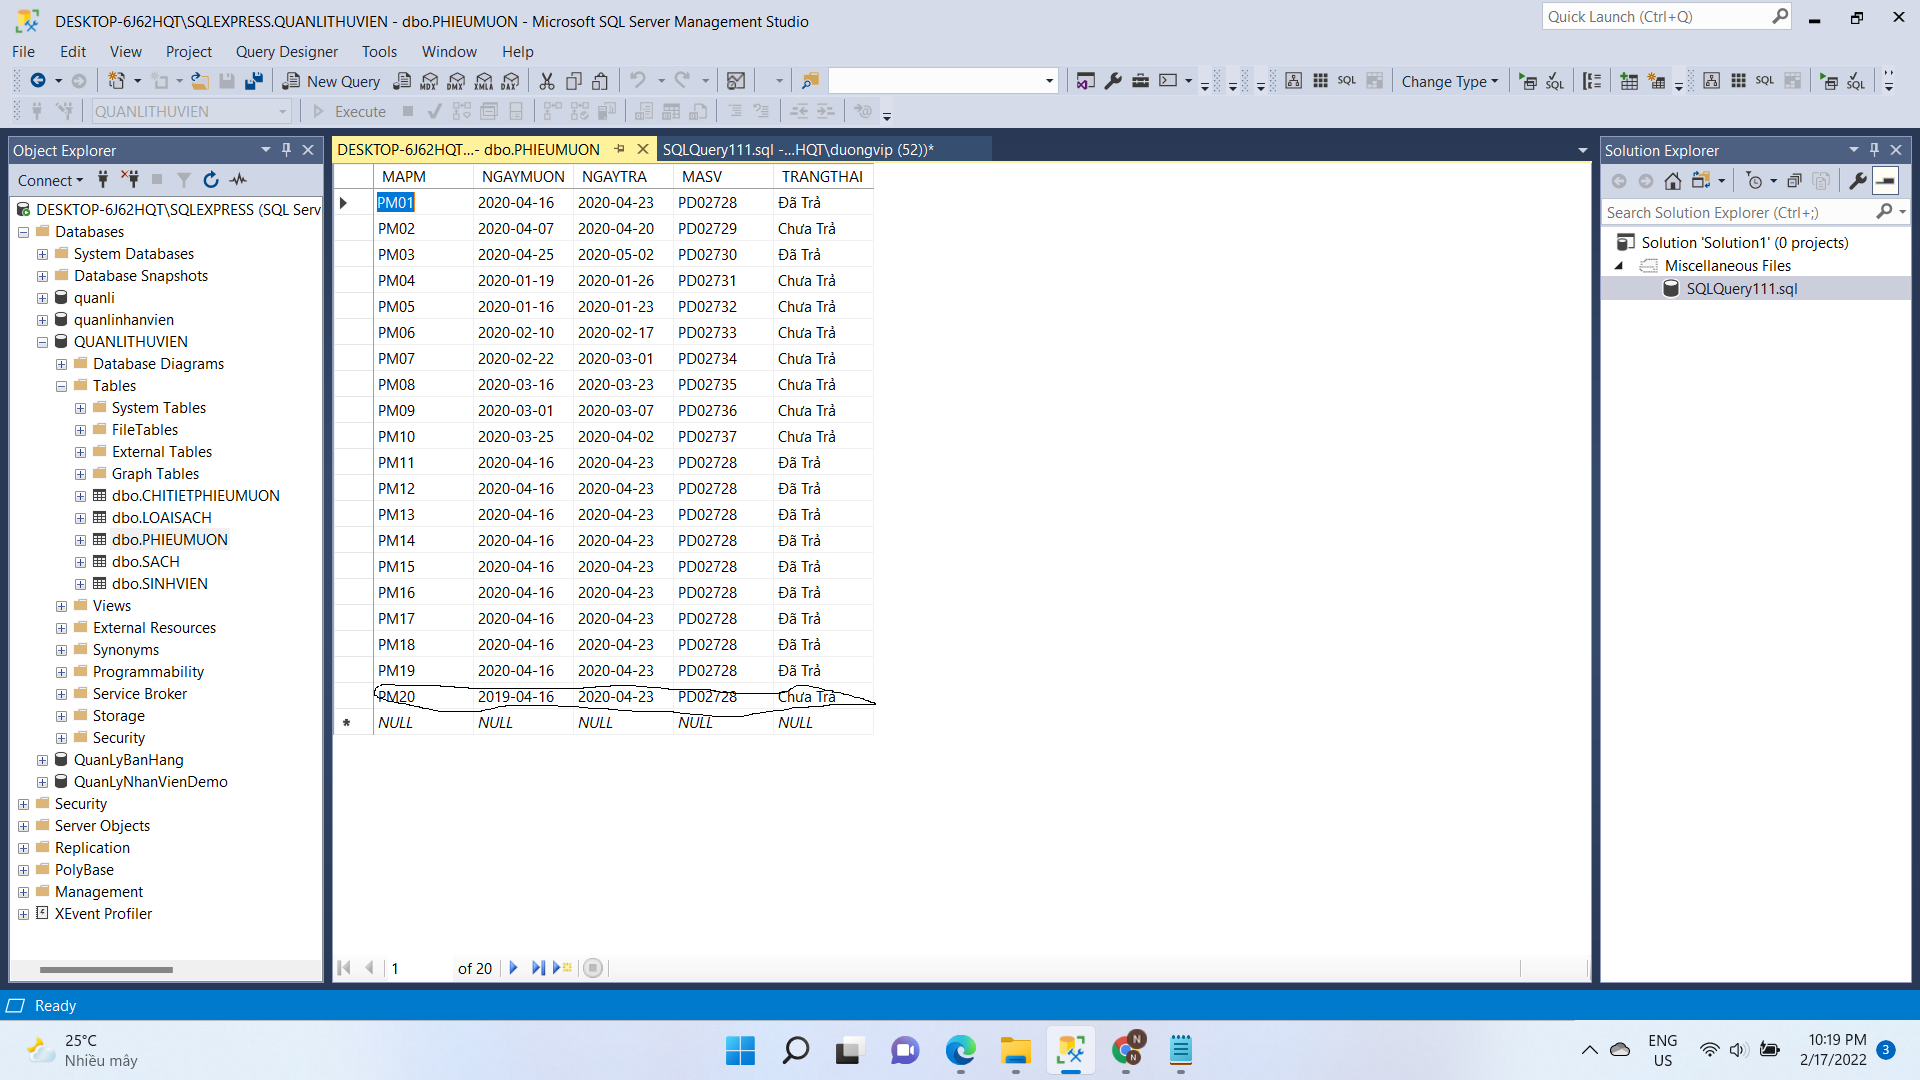 DESKTOP-6J62HQT\SQLEXPRESS.QUANLITHUVIEN - dbo.PHIEUMUON - Microsoft SQL Server Management Studio
Quick Launch (Ctrl+Q)
File Edit View Project Query Designer Tools Window Help
New Query MDX DMX XMLA DAX SQL Change Type SQL
QUANLITHUVIEN Execute
Object Explorer
Connect
DESKTOP-6J62HQT\SQLEXPRESS (SQL Serv
Databases
System Databases
Database Snapshots
quanli
quanlinhanvien
QUANLITHUVIEN
Database Diagrams
Tables
System Tables
FileTables
External Tables
Graph Tables
dbo.CHITIETPHIEUMUON
dbo.LOAISACH
dbo.PHIEUMUON
dbo.SACH
dbo.SINHVIEN
Views
External Resources
Synonyms
Programmability
Service Broker
Storage
Security
QuanLyBanHang
QuanLyNhanVienDemo
Security
Server Objects
Replication
PolyBase
Management
XEvent Profiler
DESKTOP-6J62HQT...- dbo.PHIEUMUON SQLQuery111.sql -...HQT\duongvip (52))*
MAPM NGAYMUON NGAYTRA MASV TRANGTHAI
PM01 2020-04-16 2020-04-23 PD02728 Đã Trả
PM02 2020-04-07 2020-04-20 PD02729 Chưa Trả
PM03 2020-04-25 2020-05-02 PD02730 Đã Trả
PM04 2020-01-19 2020-01-26 PD02731 Chưa Trả
PM05 2020-01-16 2020-01-23 PD02732 Chưa Trả
PM06 2020-02-10 2020-02-17 PD02733 Chưa Trả
PM07 2020-02-22 2020-03-01 PD02734 Chưa Trả
PM08 2020-03-16 2020-03-23 PD02735 Chưa Trả
PM09 2020-03-01 2020-03-07 PD02736 Chưa Trả
PM10 2020-03-25 2020-04-02 PD02737 Chưa Trả
PM11 2020-04-16 2020-04-23 PD02728 Đã Trả
PM12 2020-04-16 2020-04-23 PD02728 Đã Trả
PM13 2020-04-16 2020-04-23 PD02728 Đã Trả
PM14 2020-04-16 2020-04-23 PD02728 Đã Trả
PM15 2020-04-16 2020-04-23 PD02728 Đã Trả
PM16 2020-04-16 2020-04-23 PD02728 Đã Trả
PM17 2020-04-16 2020-04-23 PD02728 Đã Trả
PM18 2020-04-16 2020-04-23 PD02728 Đã Trả
PM19 2020-04-16 2020-04-23 PD02728 Đã Trả
PM20 2019-04-16 2020-04-23 PD02728 Chưa Trả
* NULL NULL NULL NULL NULL
1 of 20
Solution Explorer
Search Solution Explorer (Ctrl+;)
Solution 'Solution1' (0 projects)
Miscellaneous Files
SQLQuery111.sql
Ready
25°C
Nhiều mây
N
N
ENG
US
10:19 PM
2/17/2022
3